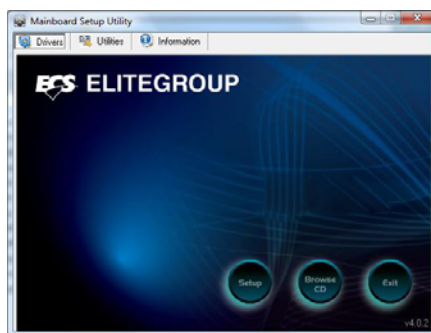 Mainboard Setup Utility
Drivers Utilities Information
ECS ELITEGROUP
Setup Browse CD Exit
v4.0.2